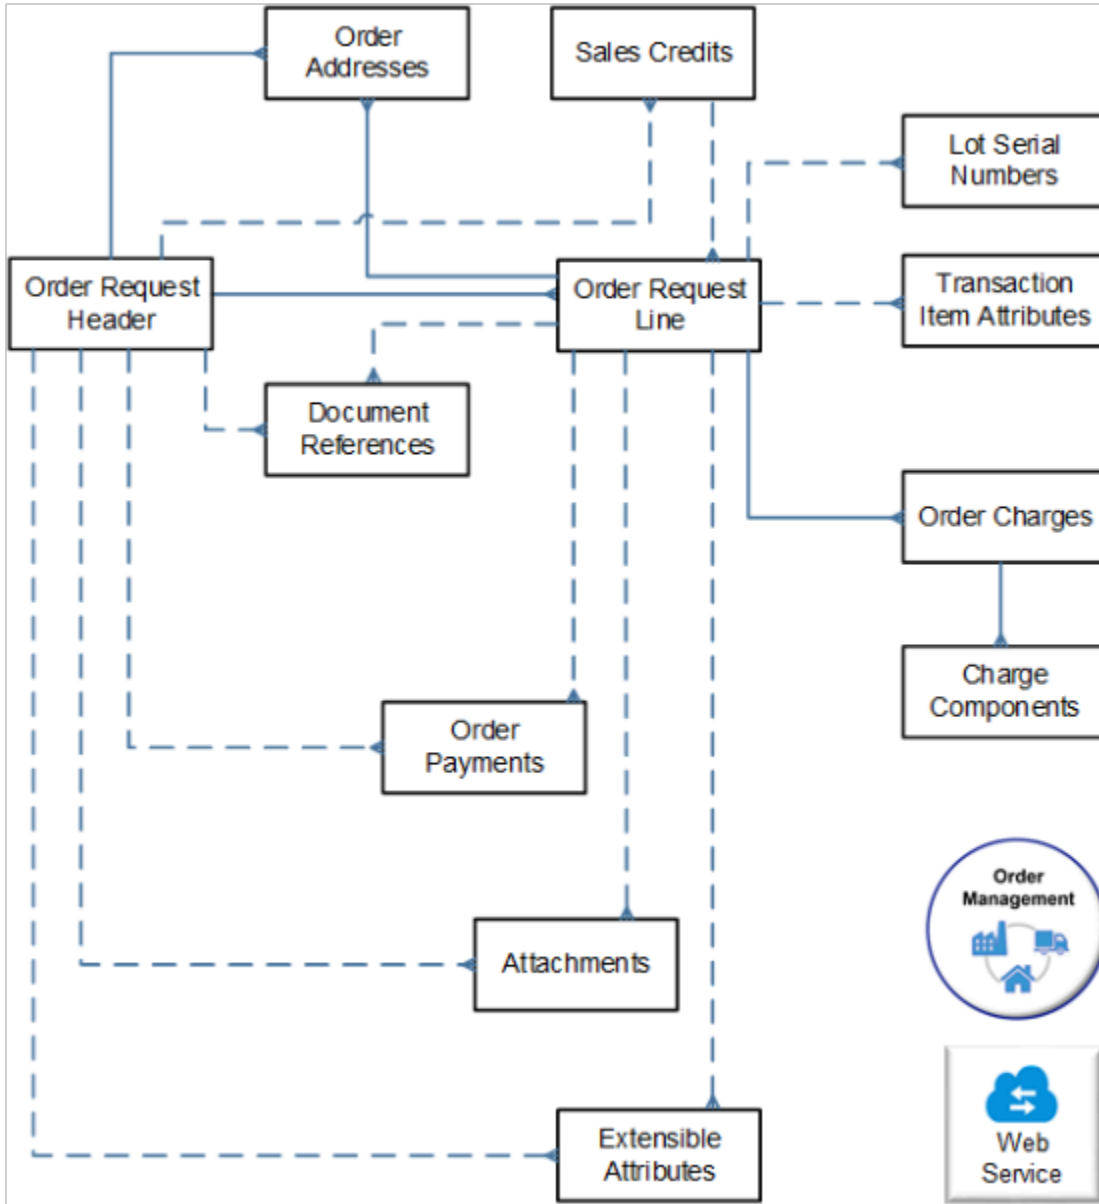 Order
Addresses
Sales Credits
Lot Serial
Numbers
Order Request
Header
Order Request
Line
Transaction
Item Attributes
Document
References
Order Charges
Charge
Components
Order
Payments
Order
Management
Attachments
Extensible
Attributes
Web
Service